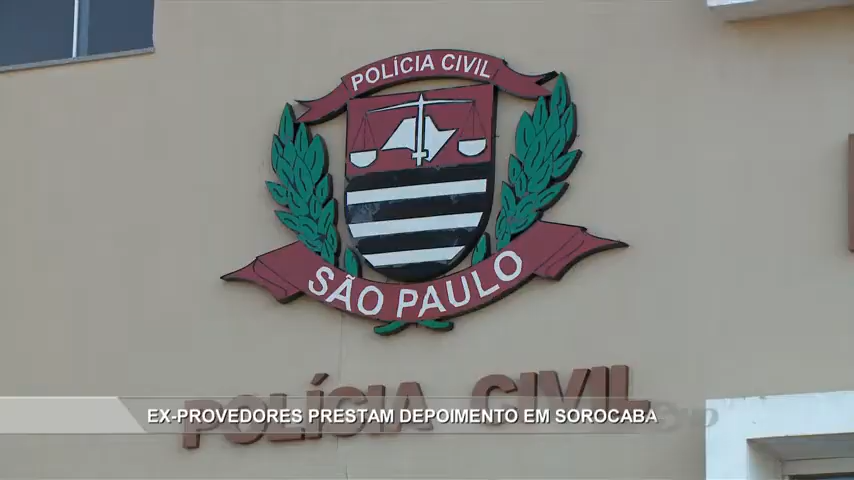 POLÍCIA CIVIL
SÃO PAULO
POLÍCIA CIVIL
EX-PROVEDORES PRESTAM DEPOIMENTO EM SOROCABA